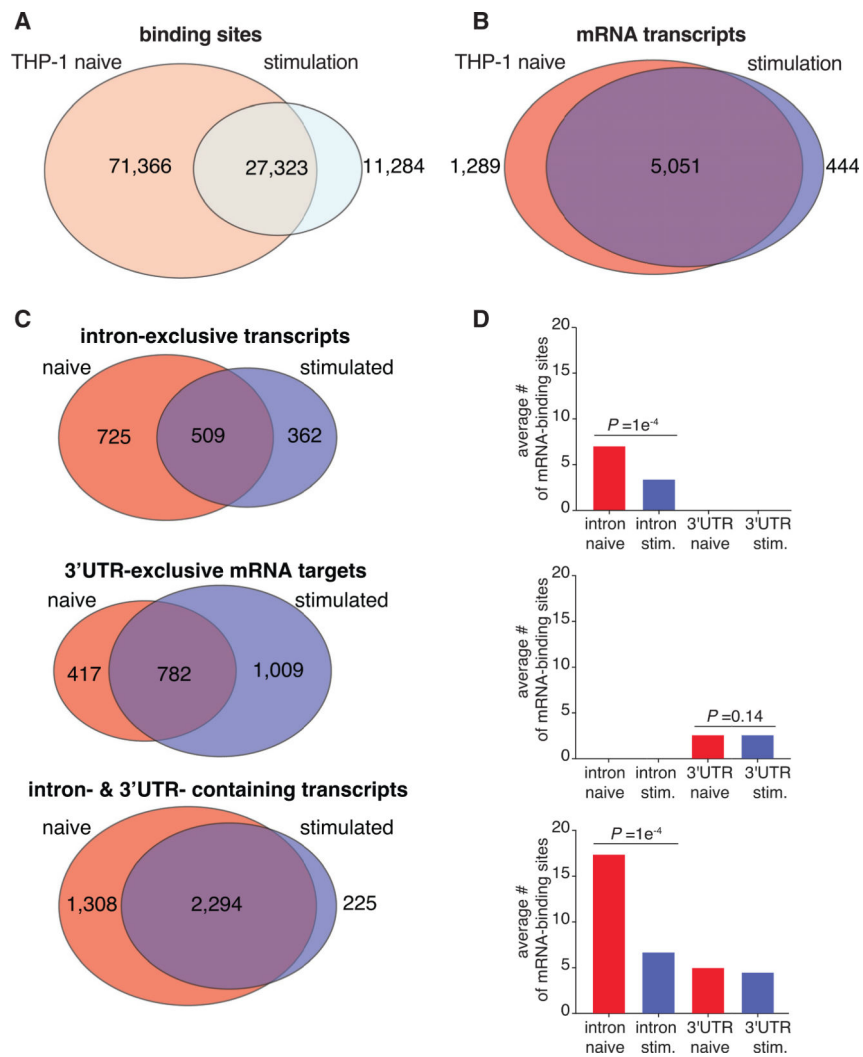 A
binding sites
THP-1 naive
stimulation
71,366
27,323
11,284
B
mRNA transcripts
THP-1 naive
stimulation
1,289
5,051
444
C
intron-exclusive transcripts
naive
stimulated
725
509
362
3’UTR-exclusive mRNA targets
naive
stimulated
417
782
1,009
intron- & 3’UTR- containing transcripts
naive
stimulated
1,308
2,294
225
D
average #
of mRNA-binding sites
20
15
10
5
0
P =1e⁻⁴
intron
naive
intron
stim.
3'UTR
naive
3'UTR
stim.
average #
of mRNA-binding sites
20
15
10
5
0
P =0.14
intron
naive
intron
stim.
3'UTR
naive
3'UTR
stim.
average #
of mRNA-binding sites
20
15
10
5
0
P =1e⁻⁴
intron
naive
intron
stim.
3'UTR
naive
3'UTR
stim.